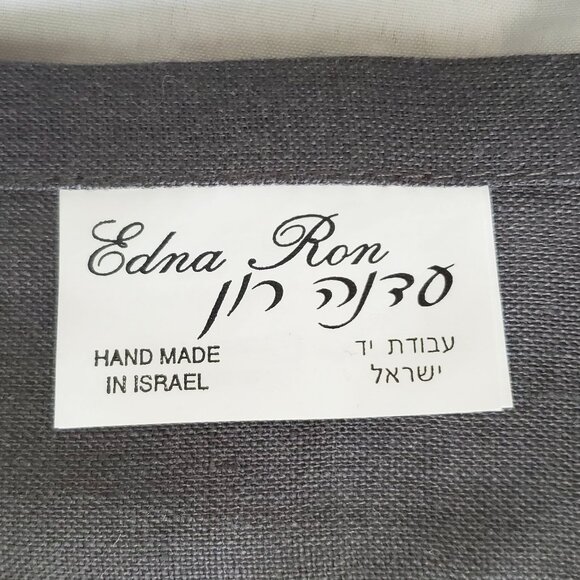 Edna Ron
עדנה רון
HAND MADE
IN ISRAEL
עבודת יד
ישראל